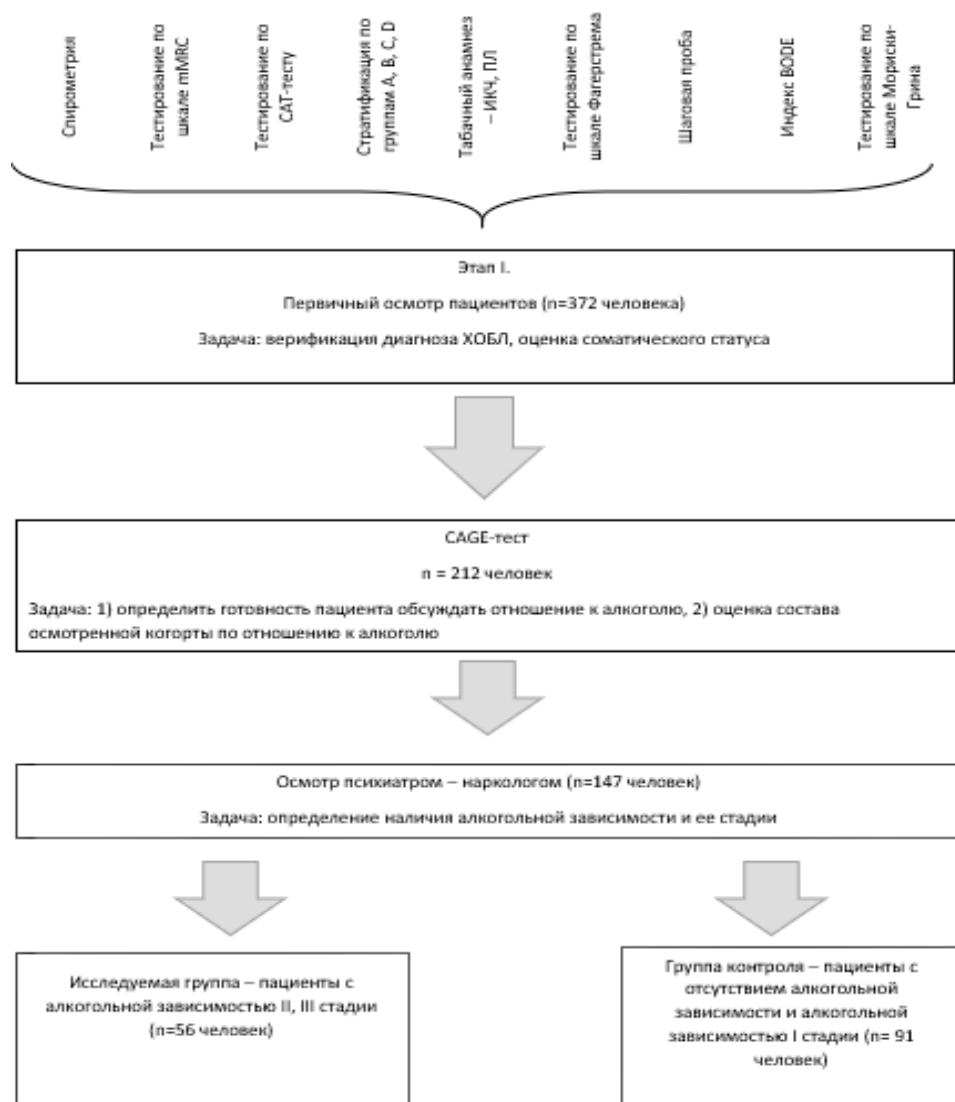 Спирометрия
Тестирование по
шкале mMRC
Тестирование по
CAT-тесту
Стратификация по
группам A, B, C, D
Табачный анамнез
– ИКЧ, ПЛ
Тестирование по
шкале Фагерстрема
Шаговая проба
Индекс BODE
Тестирование по
шкале Мориски-
Грина
Этап I.
Первичный осмотр пациентов (n=372 человека)
Задача: верификация диагноза ХОБЛ, оценка соматического статуса
CAGE-тест
n = 212 человек
Задача: 1) определить готовность пациента обсуждать отношение к алкоголю, 2) оценка состава
осмотренной когорты по отношению к алкоголю
Осмотр психиатром – наркологом (n=147 человек)
Задача: определение наличия алкогольной зависимости и ее стадии
Исследуемая группа – пациенты с
алкогольной зависимостью II, III стадии
(n=56 человек)
Группа контроля – пациенты с
отсутствием алкогольной
зависимости и алкогольной
зависимостью I стадии (n= 91
человек)